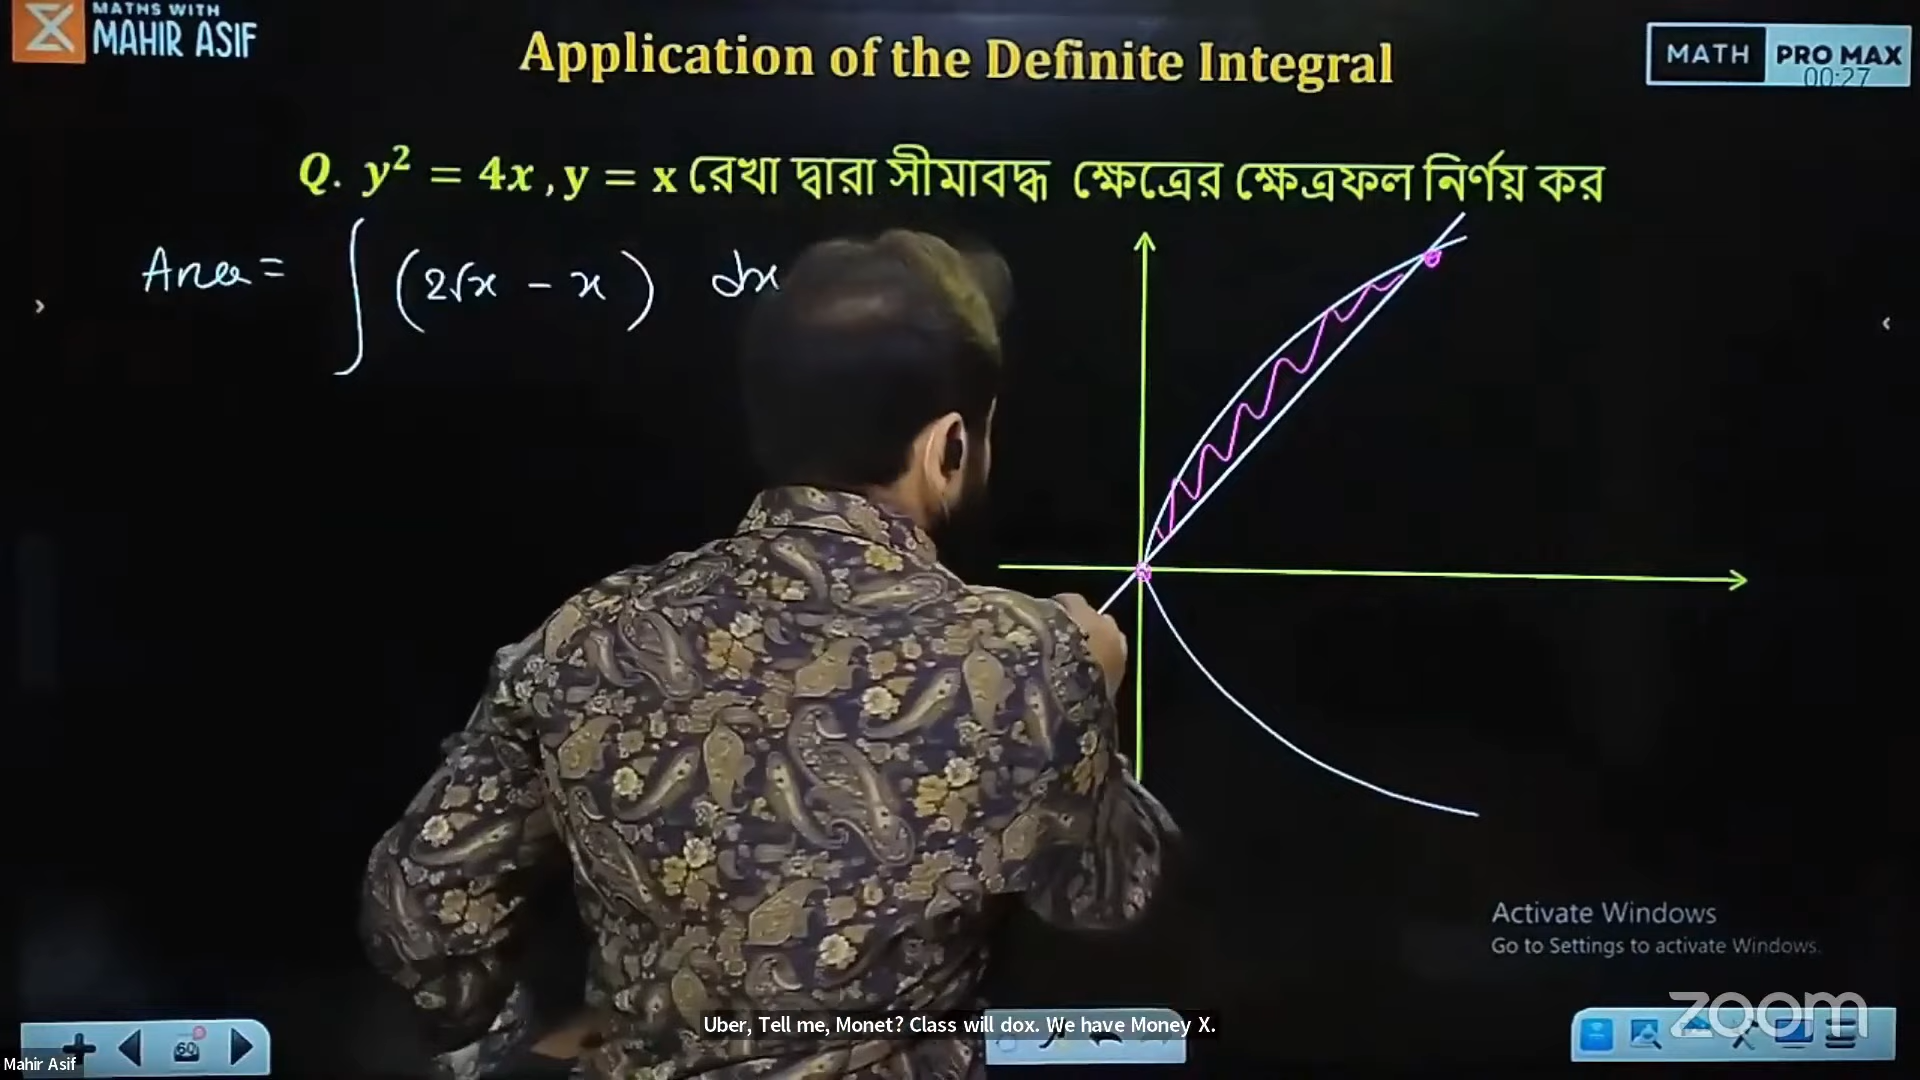 MATHS WITH
MAHIR ASIF
Application of the Definite Integral
MATH PRO MAX
00:27
Q. y² = 4x , y = x রেখা দ্বারা সীমাবদ্ধ ক্ষেত্রের ক্ষেত্রফল নির্ণয় কর
Area = ∫ (2√x - x) dx
Activate Windows
Go to Settings to activate Windows.
zoom
Uber, Tell me, Monet? Class will dox. We have Money X.
60
Mahir Asif